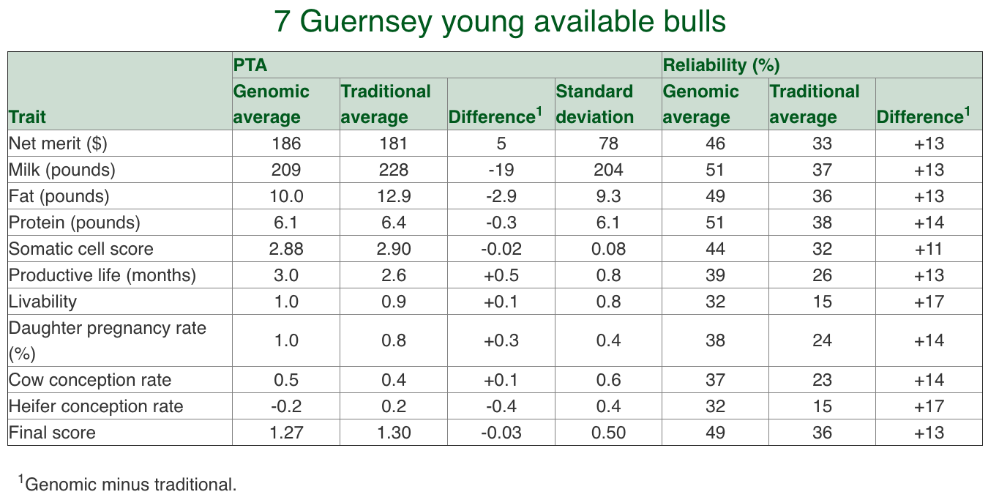 7 Guernsey young available bulls
PTA Reliability (%)
Genomic Traditional Standard Genomic Traditional
Trait average average Difference1 deviation average average Difference1
Net merit ($) 186 181 5 78 46 33 +13
Milk (pounds) 209 228 -19 204 51 37 +13
Fat (pounds) 10.0 12.9 -2.9 9.3 49 36 +13
Protein (pounds) 6.1 6.4 -0.3 6.1 51 38 +14
Somatic cell score 2.88 2.90 -0.02 0.08 44 32 +11
Productive life (months) 3.0 2.6 +0.5 0.8 39 26 +13
Livability 1.0 0.9 +0.1 0.8 32 15 +17
Daughter pregnancy rate
(%) 1.0 0.8 +0.3 0.4 38 24 +14
Cow conception rate 0.5 0.4 +0.1 0.6 37 23 +14
Heifer conception rate -0.2 0.2 -0.4 0.4 32 15 +17
Final score 1.27 1.30 -0.03 0.50 49 36 +13
1Genomic minus traditional.